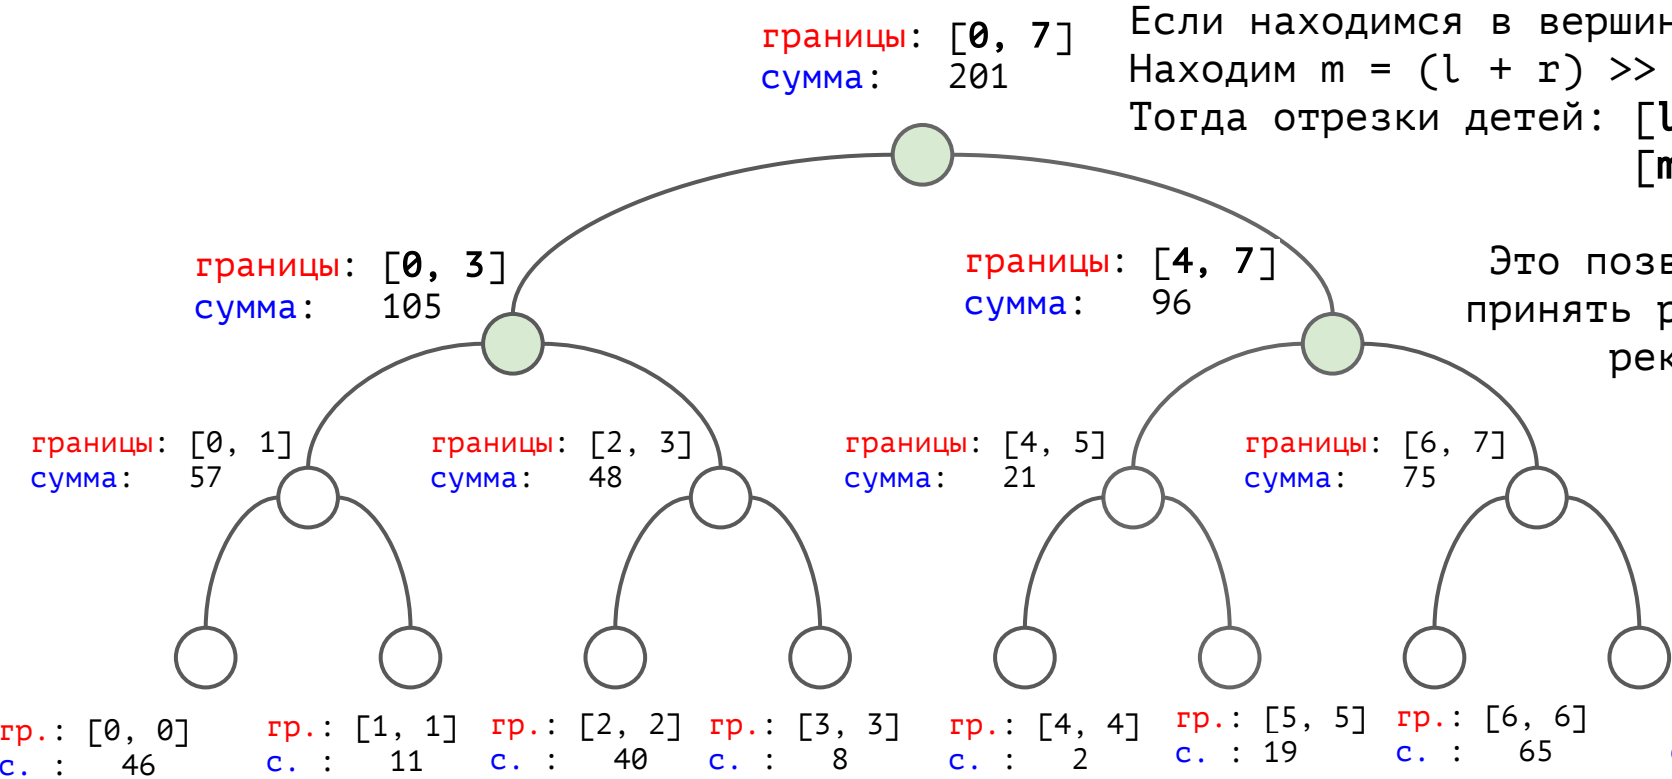 границы: [0, 7]
сумма: 201
Если находимся в
Находим m = (l + r) >>
Тогда отрезки детей: [l
[m
границы: [0, 3]
сумма: 105
границы: [4, 7]
сумма: 96
Это
принять
границы: [0, 1]
сумма: 57
границы: [2, 3]
сумма: 48
границы: [4, 5]
сумма: 21
границы: [6, 7]
сумма: 75
гр.: [0, 0]
с. : 46
гр.: [1, 1]
с. : 11
гр.: [2, 2]
с. : 40
гр.: [3, 3]
с. : 8
гр.: [4, 4]
с. : 2
гр.: [5, 5]
с. : 19
гр.: [6, 6]
с. : 65